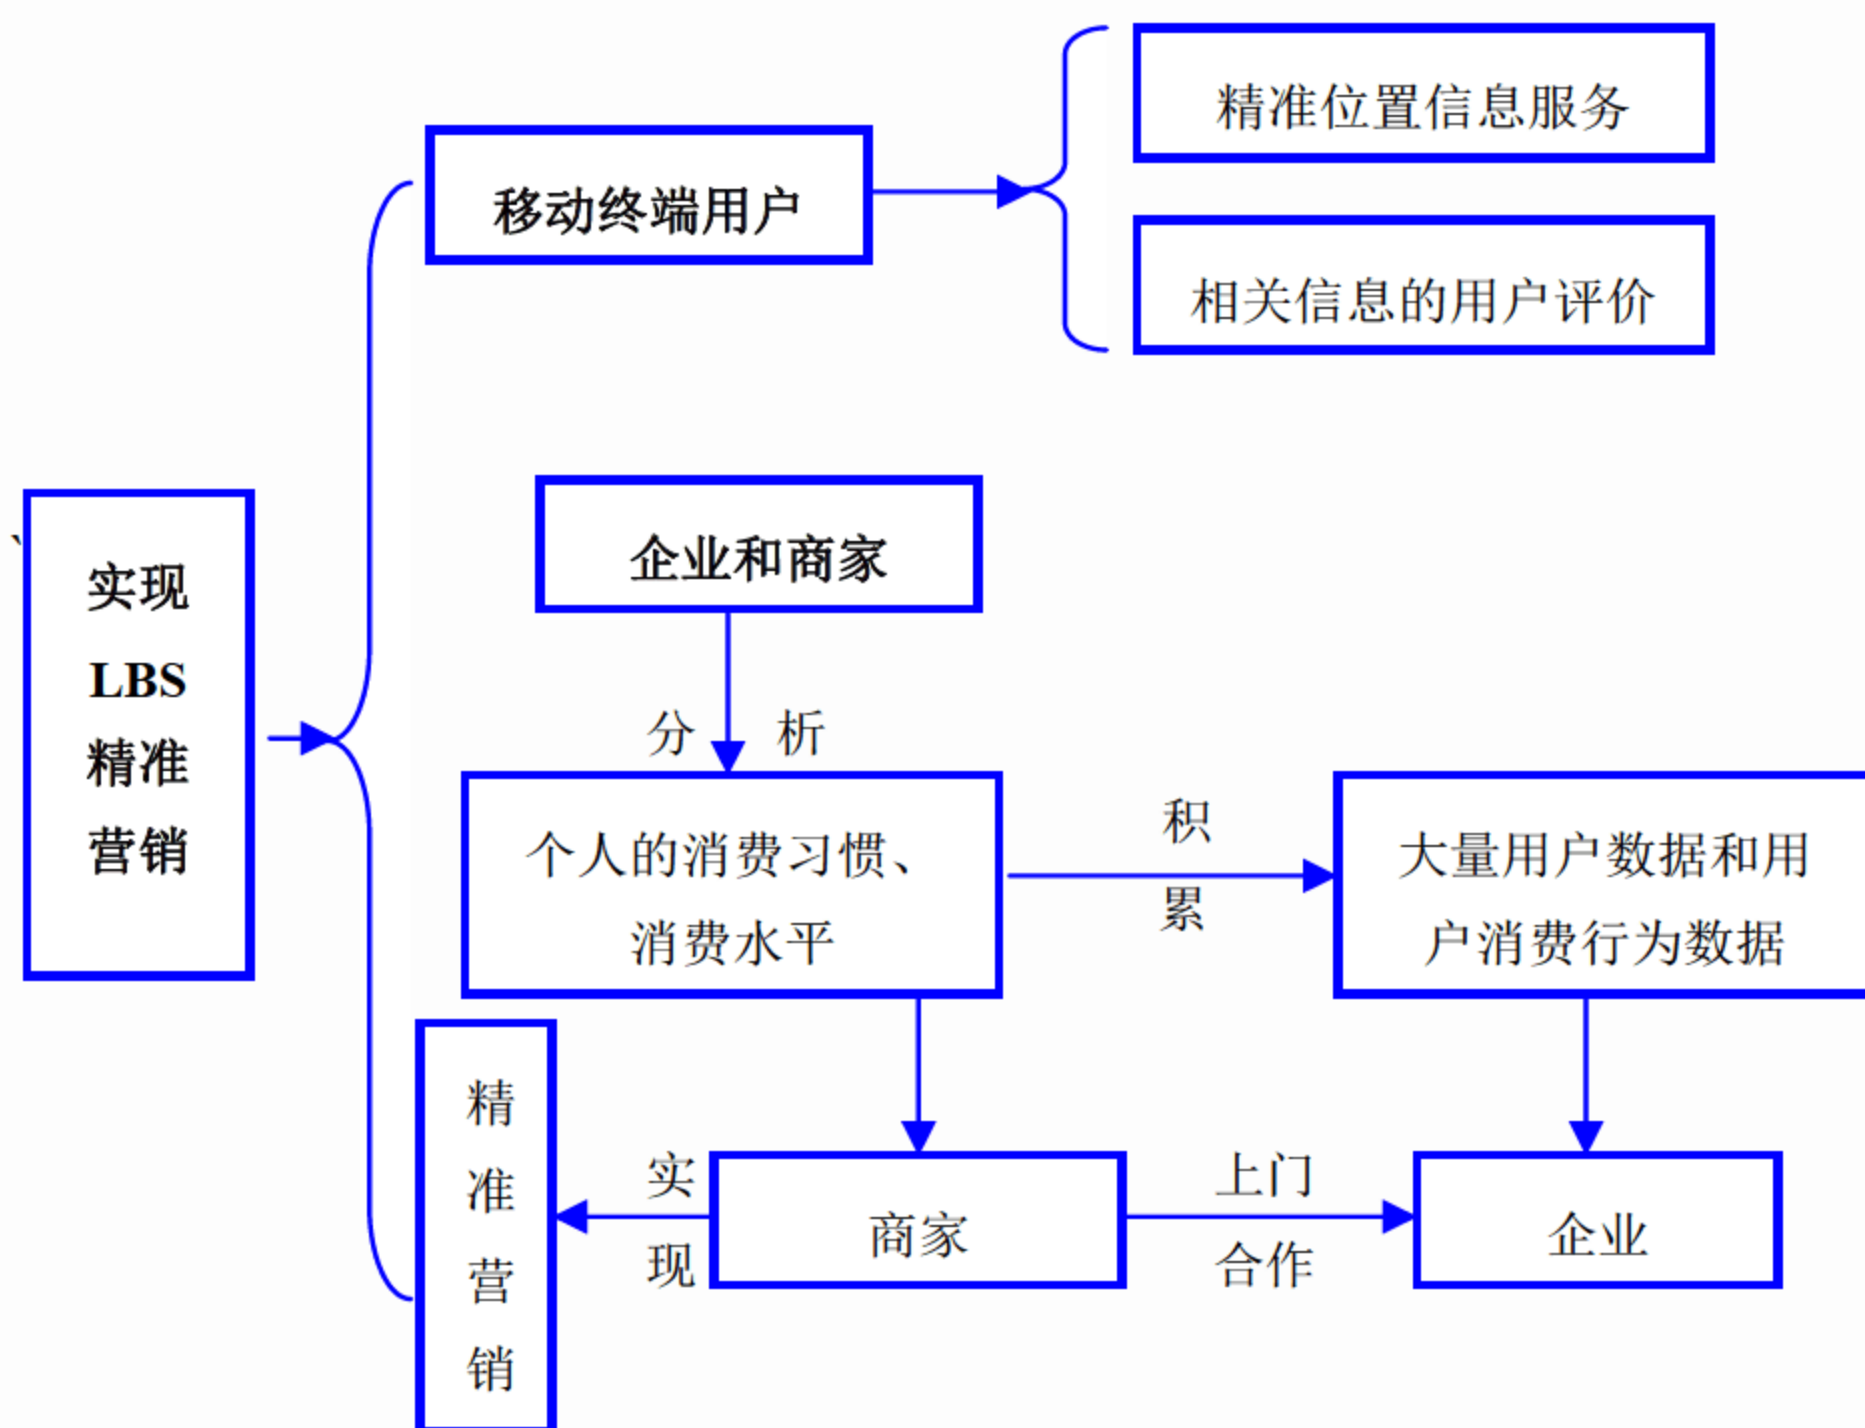 精准位置信息服务
移动终端用户
相关信息的用户评价
企业和商家
、
实现
LBS
精准
营销
分 析
个人的消费习惯、
消费水平
积
累
大量用户数据和用
户消费行为数据
精
准
营
销
实
现
商家
上门
合作
企业